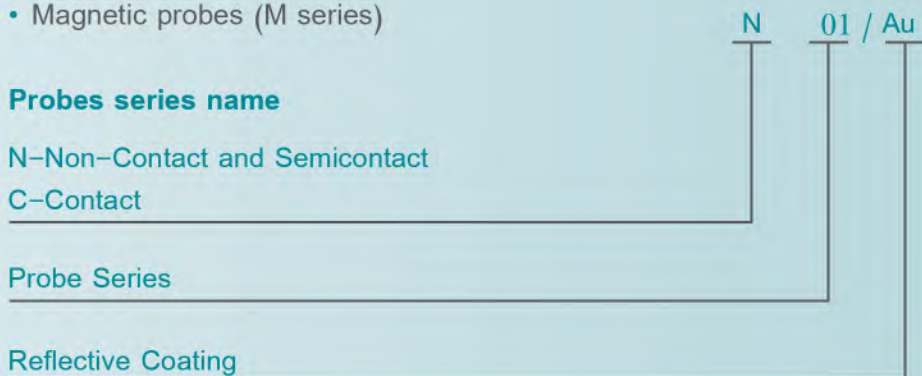 • Magnetic probes (M series)
N 01 / Au
Probes series name
N-Non-Contact and Semicontact
C-Contact
Probe Series
Reflective Coating